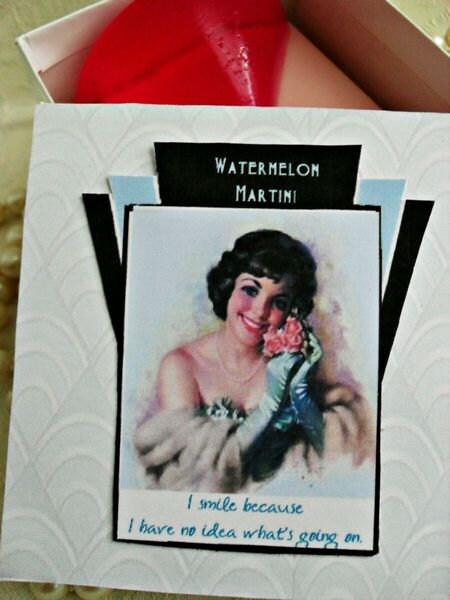 WATERMELON
MARTINI
I smile because
I have no idea what's going on.